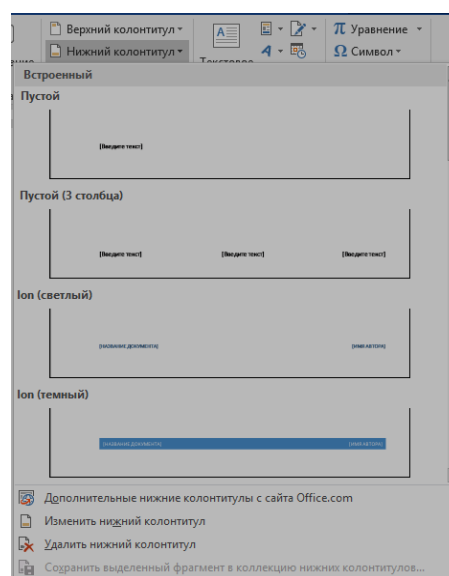 Верхний колонтитул
π Уравнение
Нижний колонтитул
A
Ω Символ
Текстовое
Встроенный
Пустой
[Введите текст]
Пустой (3 столбца)
[Введите текст] [Введите текст] [Введите текст]
Ion (светлый)
[НАЗВАНИЕ ДОКУМЕНТА] [ИМЯ АВТОРА]
Ion (темный)
[НАЗВАНИЕ ДОКУМЕНТА] [ИМЯ АВТОРА]
Дополнительные нижние колонтитулы с сайта Office.com
Изменить нижний колонтитул
Удалить нижний колонтитул
Сохранить выделенный фрагмент в коллекцию нижних колонтитулов...